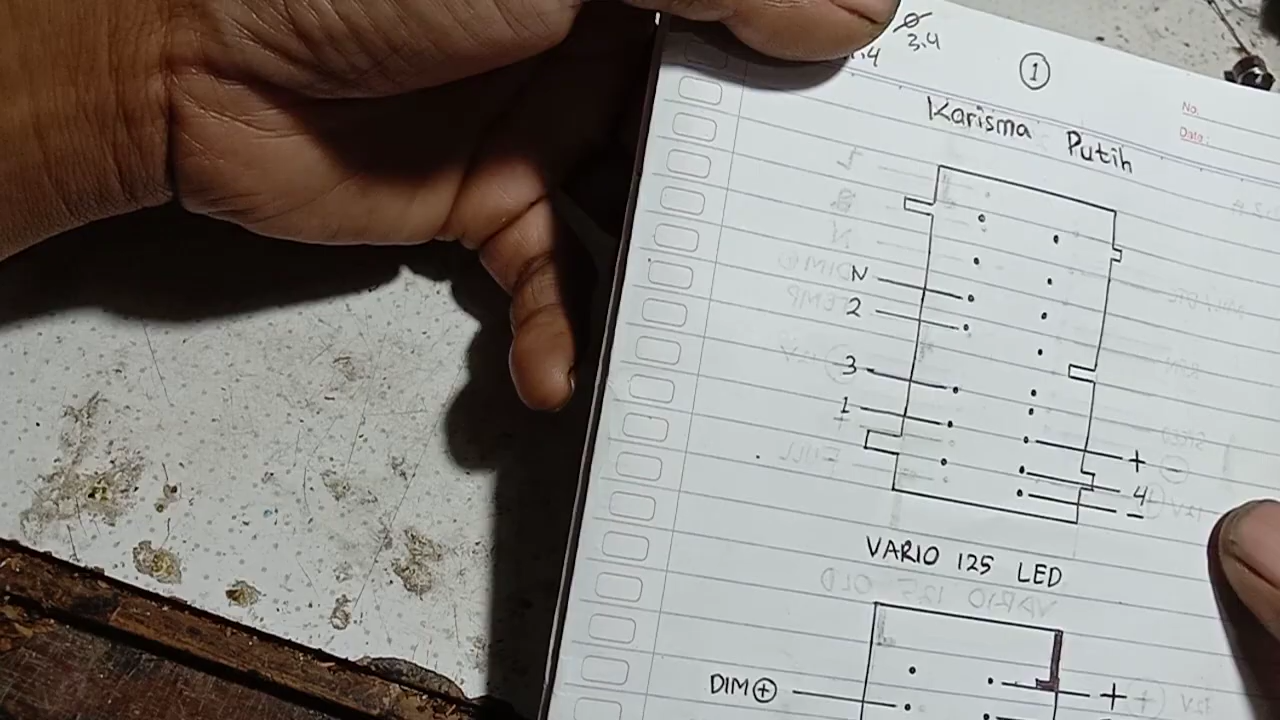 3.4
1
No.
Date:
Karisma Putih
N
2
3
1
+
4
-
VARIO 125 LED
DIM +
+